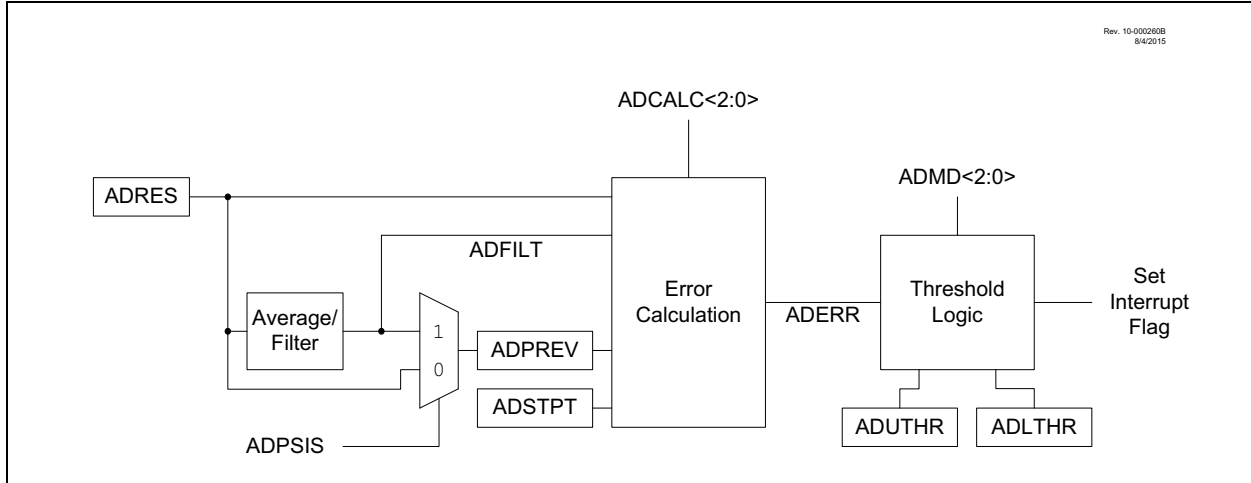 Rev. 10-000260B
8/4/2015
ADCALC<2:0>
ADMD<2:0>
ADRES
ADFILT
Error
Calculation
Threshold
Logic
Set
Interrupt
Flag
Average/
Filter
1
0
ADPREV
ADERR
ADSTPT
ADPSIS
ADUTHR
ADLTHR